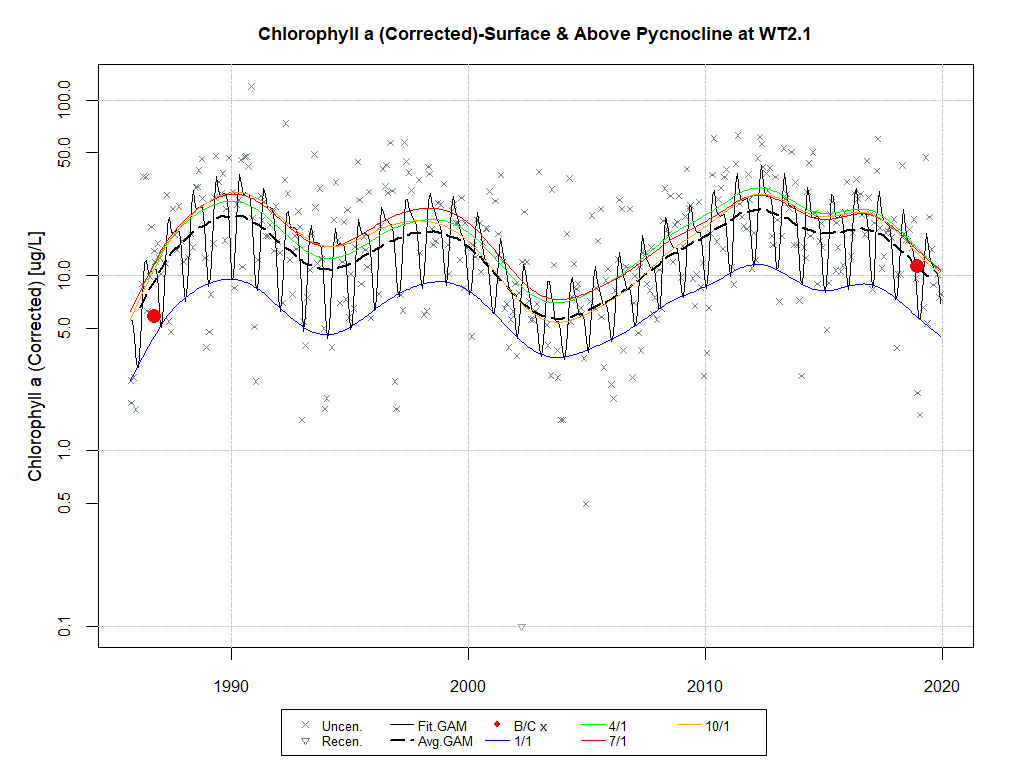 Chlorophyll a (Corrected)-Surface & Above Pycnocline at WT2.1
Chlorophyll a (Corrected) [ug/L]
100.0
50.0
10.0
5.0
1.0
0.5
0.1
1990 2000 2010 2020
Uncen. Fit.GAM B/C x 4/1 10/1
Recen. Avg.GAM 1/1 7/1